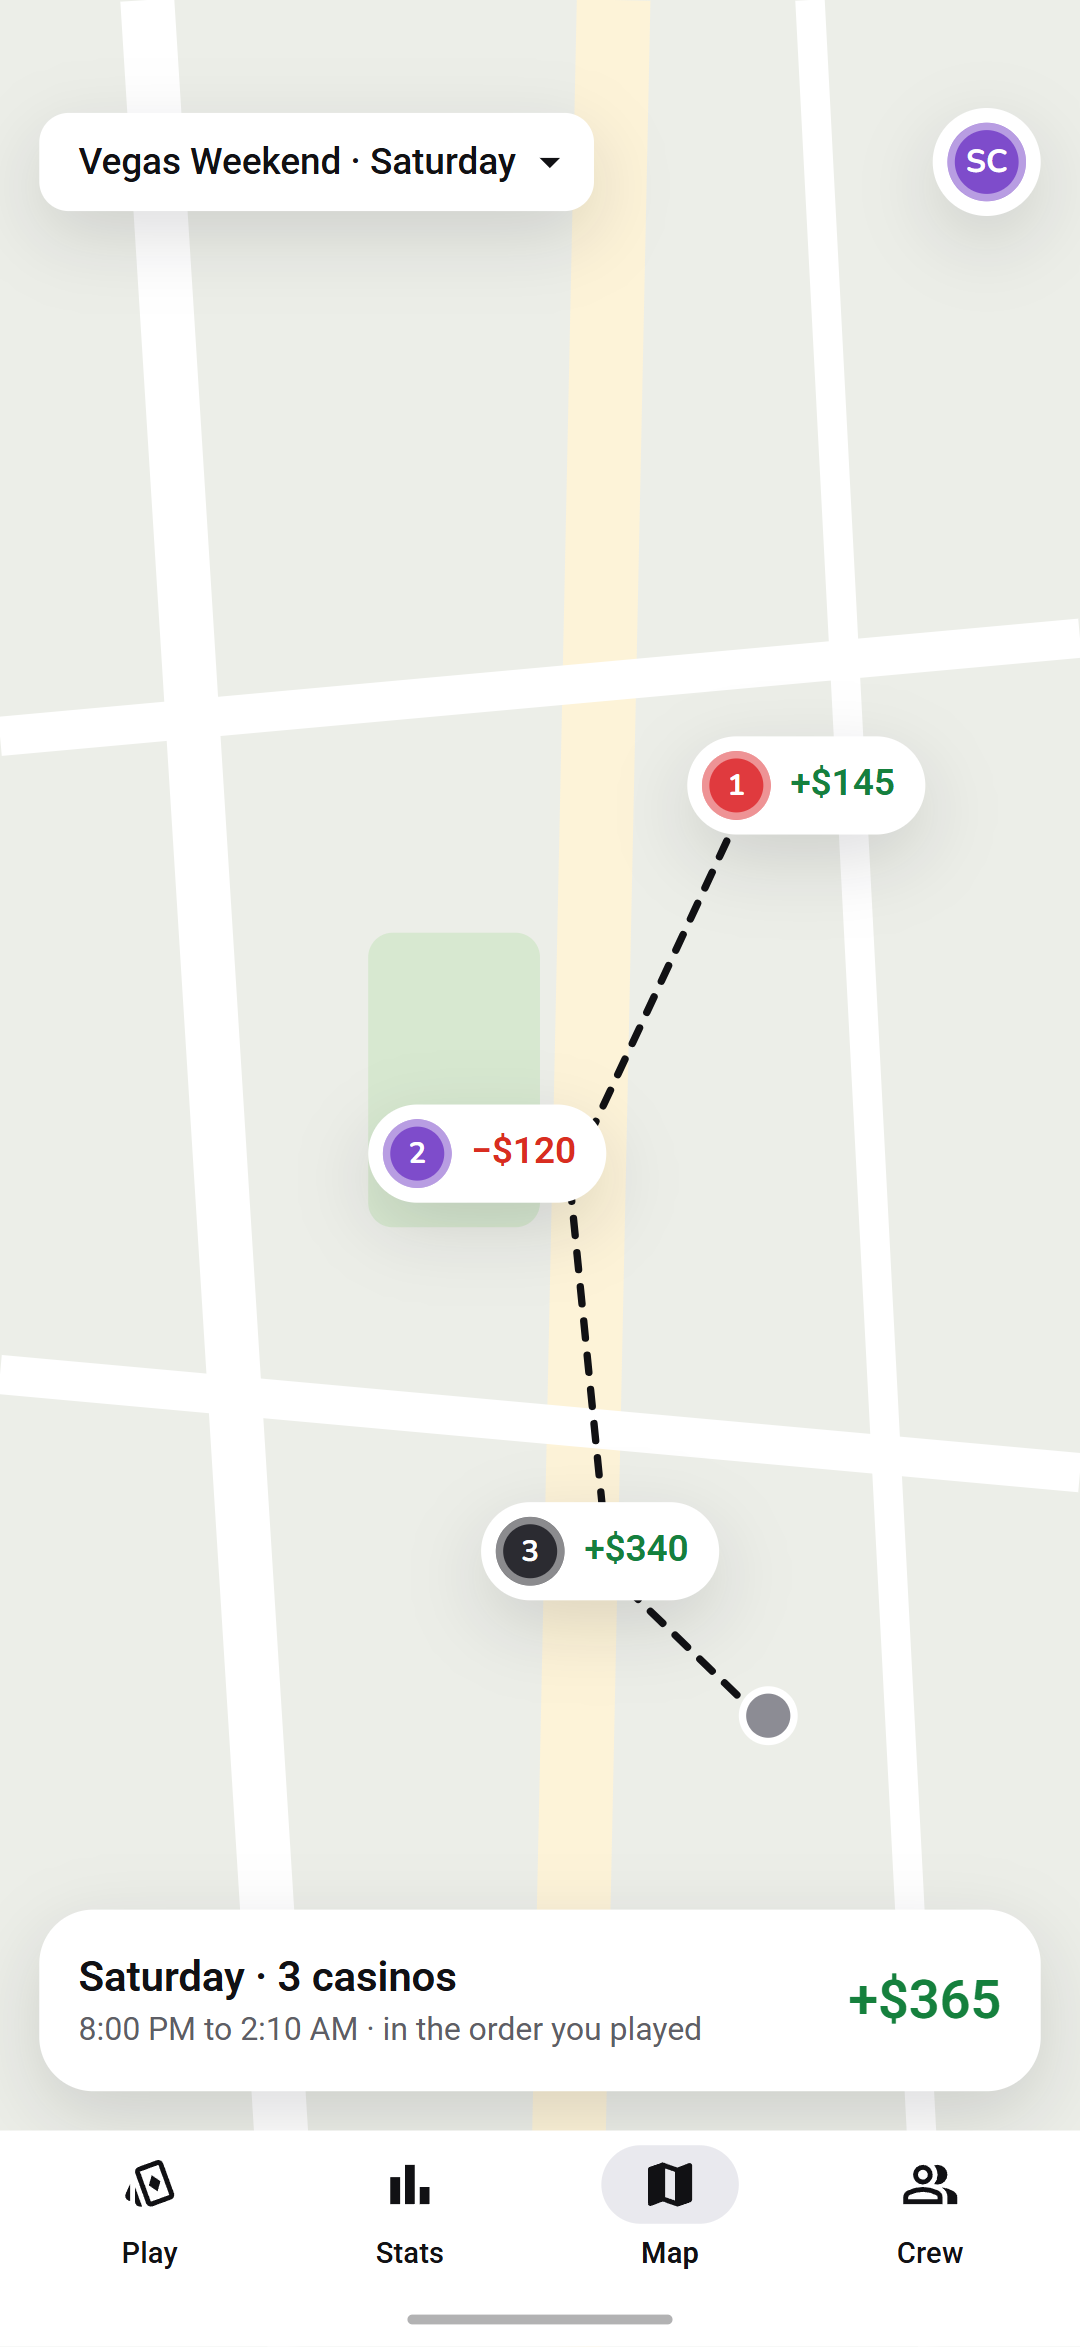 Vegas Weekend · Saturday
SC
1 +$145
2 −$120
3 +$340
Saturday · 3 casinos
+$365
8:00 PM to 2:10 AM · in the order you played
Play
Stats
Map
Crew